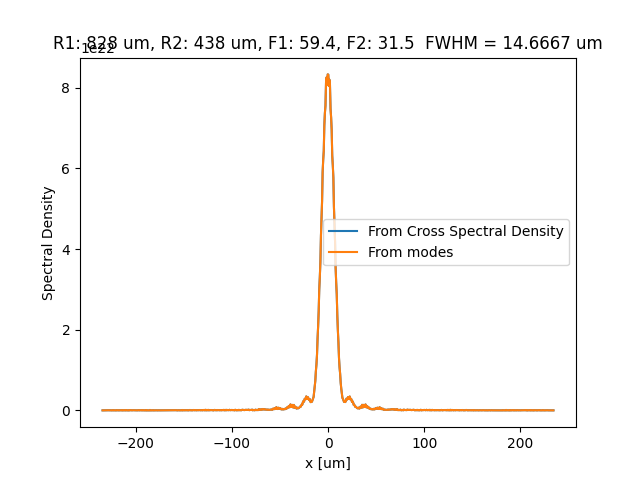 R1: 828 um, R2: 438 um, F1: 59.4, F2: 31.5  FWHM = 14.6667 um
1e22
8
6
4
2
0
Spectral Density
From Cross Spectral Density
From modes
−200 −100 0 100 200
x [um]